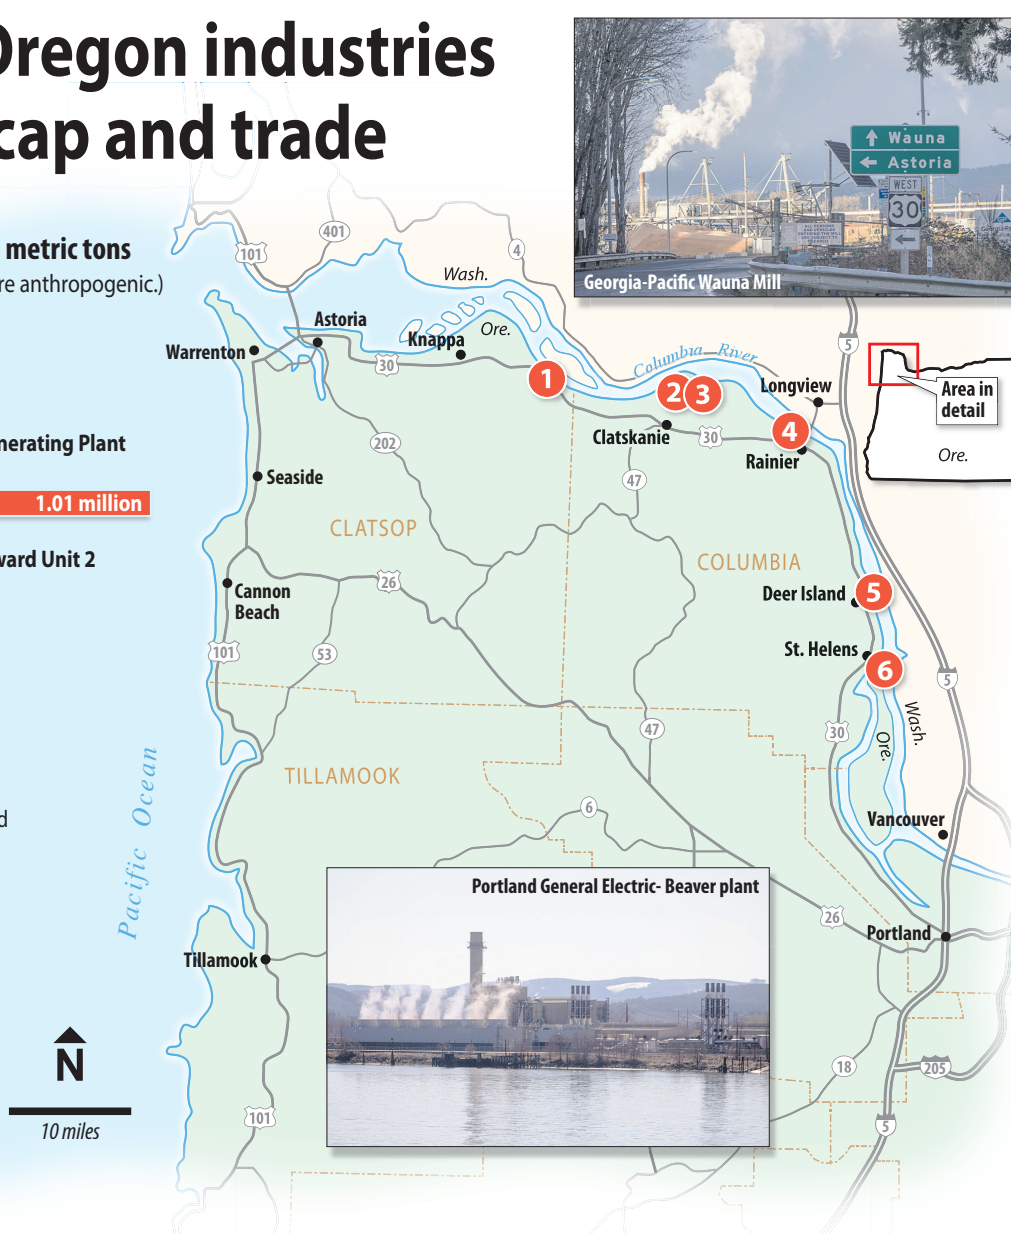 Oregon industries
cap and trade
metric tons
re anthropogenic.)
nerating Plant
1.01 million
ward Unit 2
d
Wauna
Astoria
WEST
30
Georgia-Pacific Wauna Mill
101
401
4
Wash.
Ore.
Astoria
Warrenton
Knappa
30
1
Columbia River
2
3
Longview
5
Area in
detail
Ore.
Clatskanie
30
4
Rainier
202
47
Seaside
CLATSOP
COLUMBIA
26
Cannon
Beach
Deer Island
5
St. Helens
6
101
53
5
47
30
Wash.
Ore.
Pacific Ocean
TILLAMOOK
6
Vancouver
Portland General Electric- Beaver plant
26
Portland
Tillamook
N
10 miles
101
18
205
5